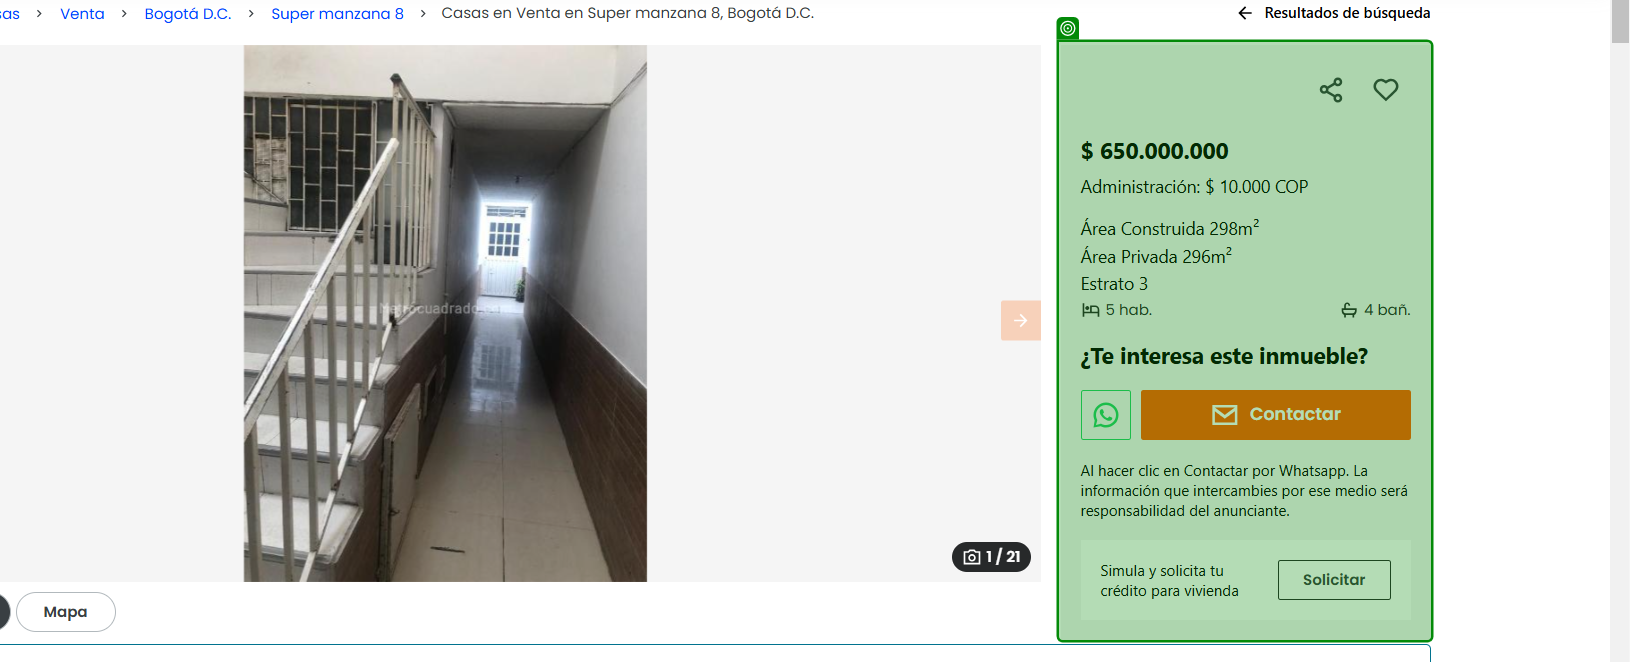 Venta > Bogotá D.C. > Super manzana 8 > Casas en Venta en Super manzana 8, Bogotá D.C.
Resultados de búsqueda
$ 650.000.000
Administración: $ 10.000 COP
Área Construida 298m²
Área Privada 296m²
Estrato 3
5 hab.
4 bañ.
¿Te interesa este inmueble?
Contactar
Al hacer clic en Contactar por Whatsapp. La
información que intercambies por ese medio será
responsabilidad del anunciante.
Simula y solicita tu
crédito para vivienda
Solicitar
1 / 21
Mapa